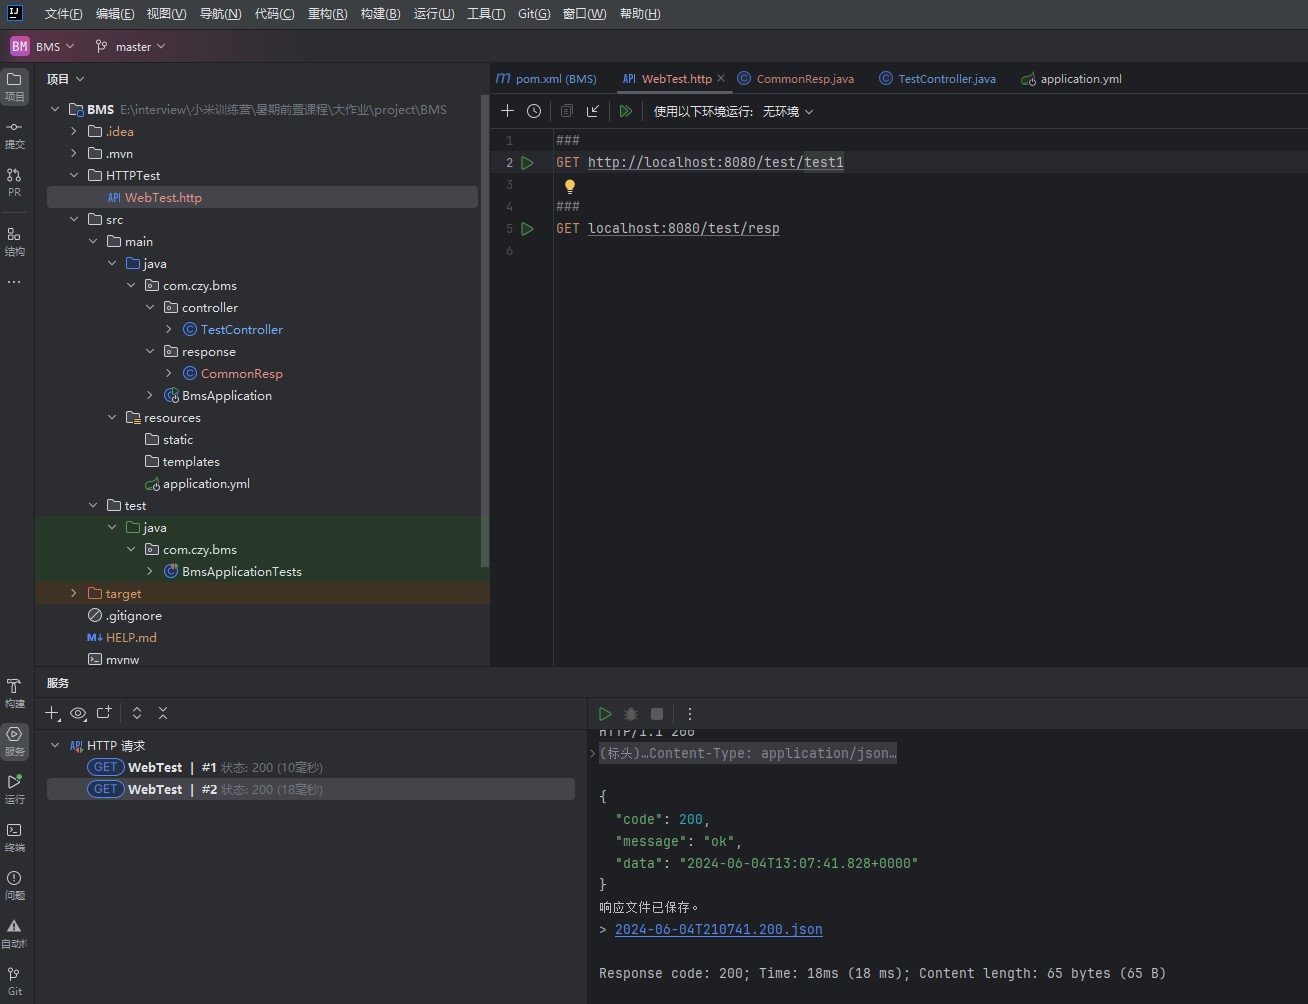 文件(F) 编辑(E) 视图(V) 导航(N) 代码(C) 重构(R) 构建(B) 运行(U) 工具(T) Git(G) 窗口(W) 帮助(H)
BM BMS master
项目
项目
提交
PR
结构
BMS E:\interview\小米训练营\暑期前置课程\大作业\project\BMS
.idea
.mvn
HTTPTest
API WebTest.http
src
main
java
com.czy.bms
controller
TestController
response
CommonResp
BmsApplication
resources
static
templates
application.yml
test
java
com.czy.bms
BmsApplicationTests
target
.gitignore
M↓ HELP.md
mvnw
m pom.xml (BMS) API WebTest.http CommonResp.java TestController.java application.yml
使用以下环境运行: 无环境
1 ###
2 GET http://localhost:8080/test/test1
3
4 ###
5 GET localhost:8080/test/resp
6
构建
服务
运行
终端
问题
自动构
Git
服务
API HTTP 请求
GET WebTest | #1 状态: 200 (10毫秒)
GET WebTest | #2 状态: 200 (18毫秒)
HTTP/1.1 200
(标头)…Content-Type: application/json…
{
"code": 200,
"message": "ok",
"data": "2024-06-04T13:07:41.828+0000"
}
响应文件已保存。
> 2024-06-04T210741.200.json
Response code: 200; Time: 18ms (18 ms); Content length: 65 bytes (65 B)